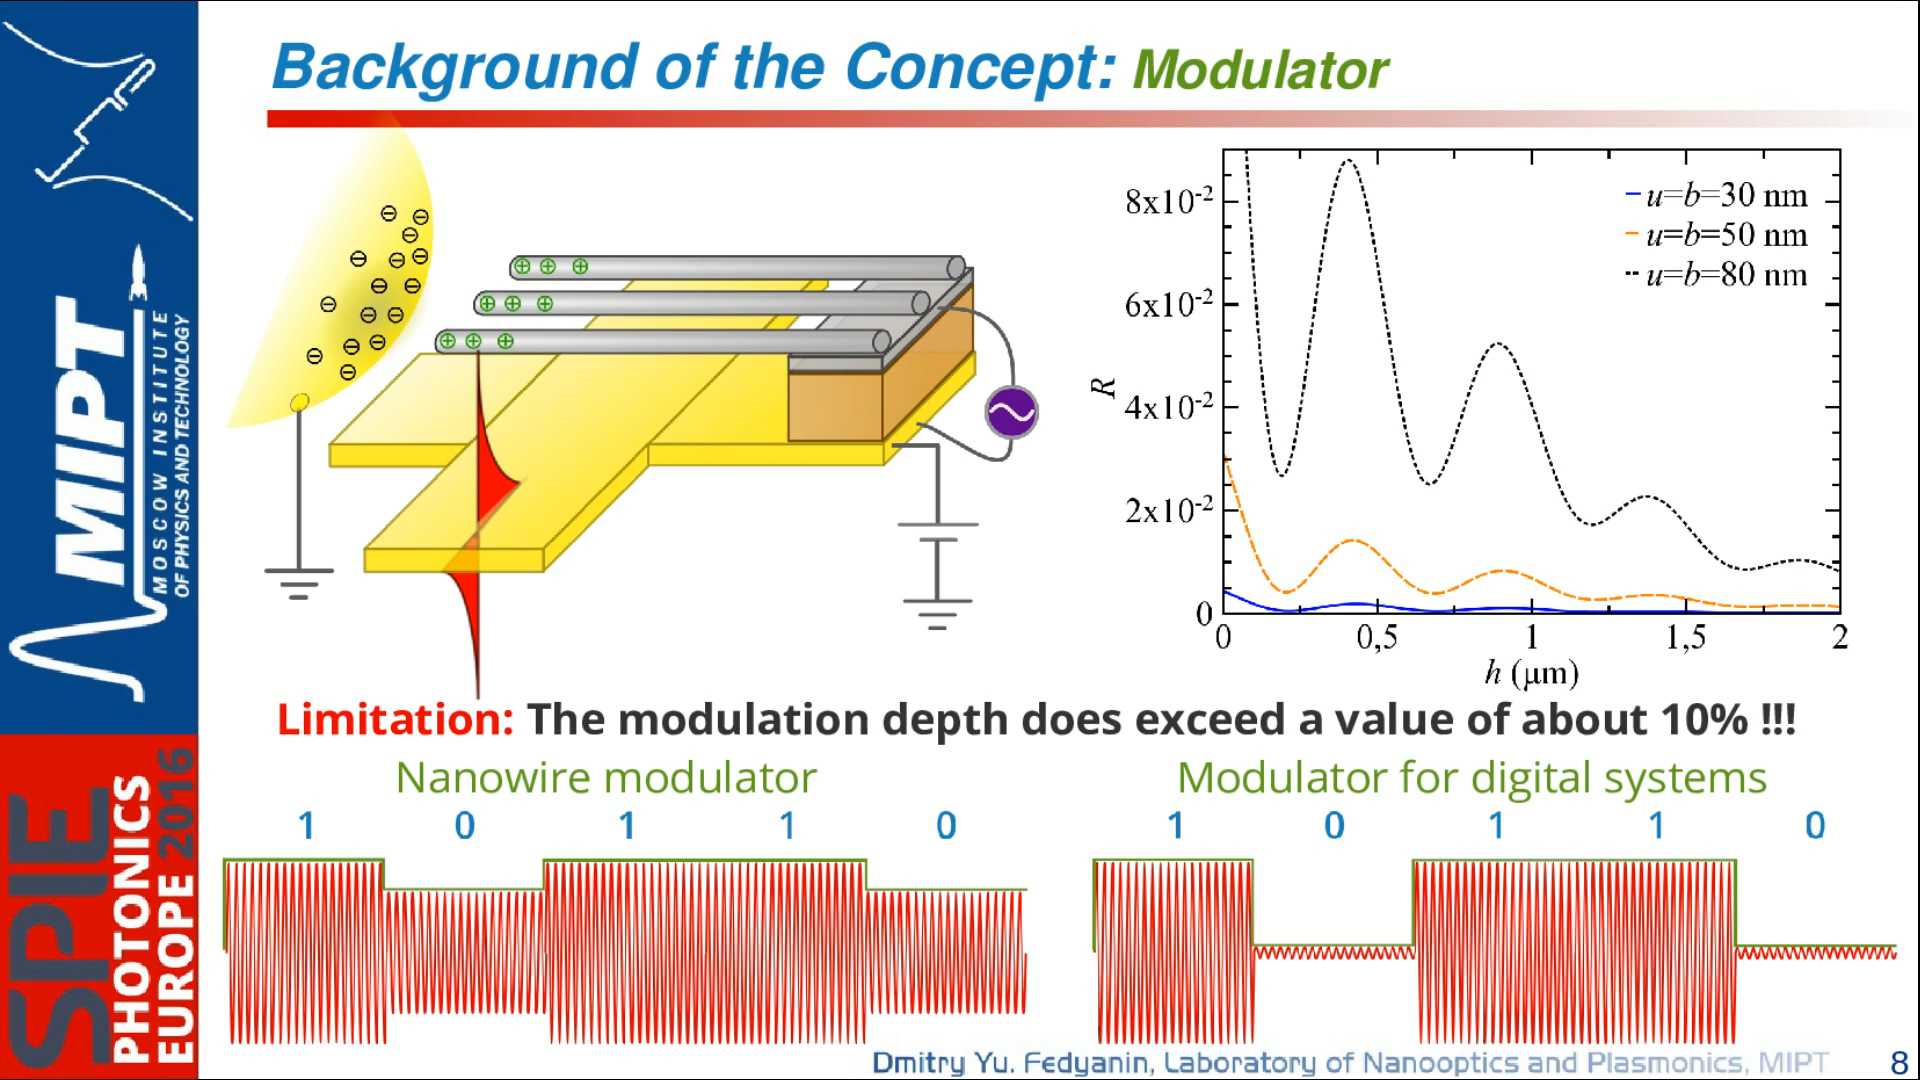 Background of the Concept: Modulator
MIPT
MOSCOW INSTITUTE
OF PHYSICS AND TECHNOLOGY
SPIE
PHOTONICS
EUROPE 2016
R
8x10⁻²
6x10⁻²
4x10⁻²
2x10⁻²
0
u=b=30 nm
u=b=50 nm
u=b=80 nm
0 0,5 1 1,5 2
h (μm)
Limitation: The modulation depth does exceed a value of about 10% !!!
Nanowire modulator
1 0 1 1 0
Modulator for digital systems
1 0 1 1 0
Dmitry Yu. Fedyanin, Laboratory of Nanooptics and Plasmonics, MIPT
8